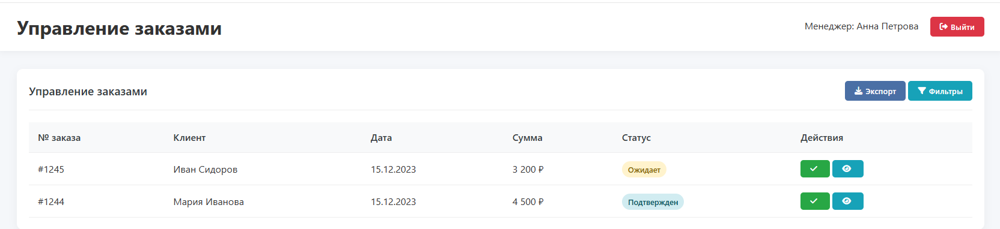 Управление заказами
Менеджер: Анна Петрова Выйти
Управление заказами Экспорт Фильтры
№ заказа Клиент Дата Сумма Статус Действия
#1245 Иван Сидоров 15.12.2023 3 200 ₽ Ожидает
#1244 Мария Иванова 15.12.2023 4 500 ₽ Подтвержден